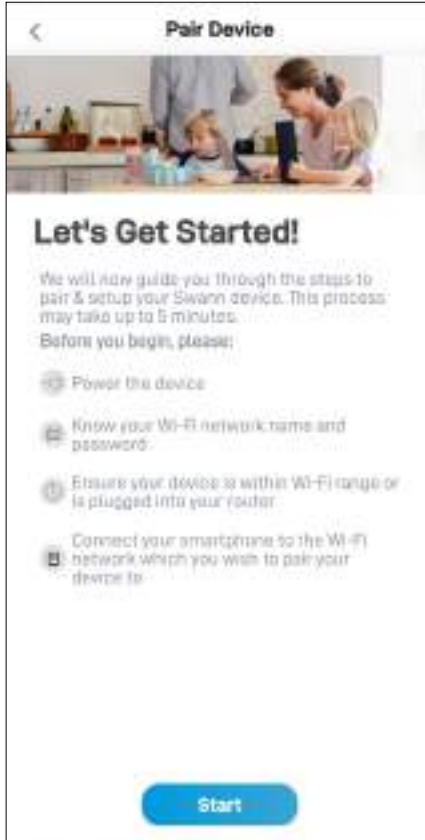 Pair Device
Let's Get Started!
We will now guide you through the steps to
pair & setup your Swann device. This process
may take up to 5 minutes.
Before you begin, please:
Power the device
Know your Wi-Fi network name and
password
Ensure your device is within Wi-Fi range or
is plugged into your router
Connect your smartphone to the Wi-Fi
network which you wish to pair your
device to
Start